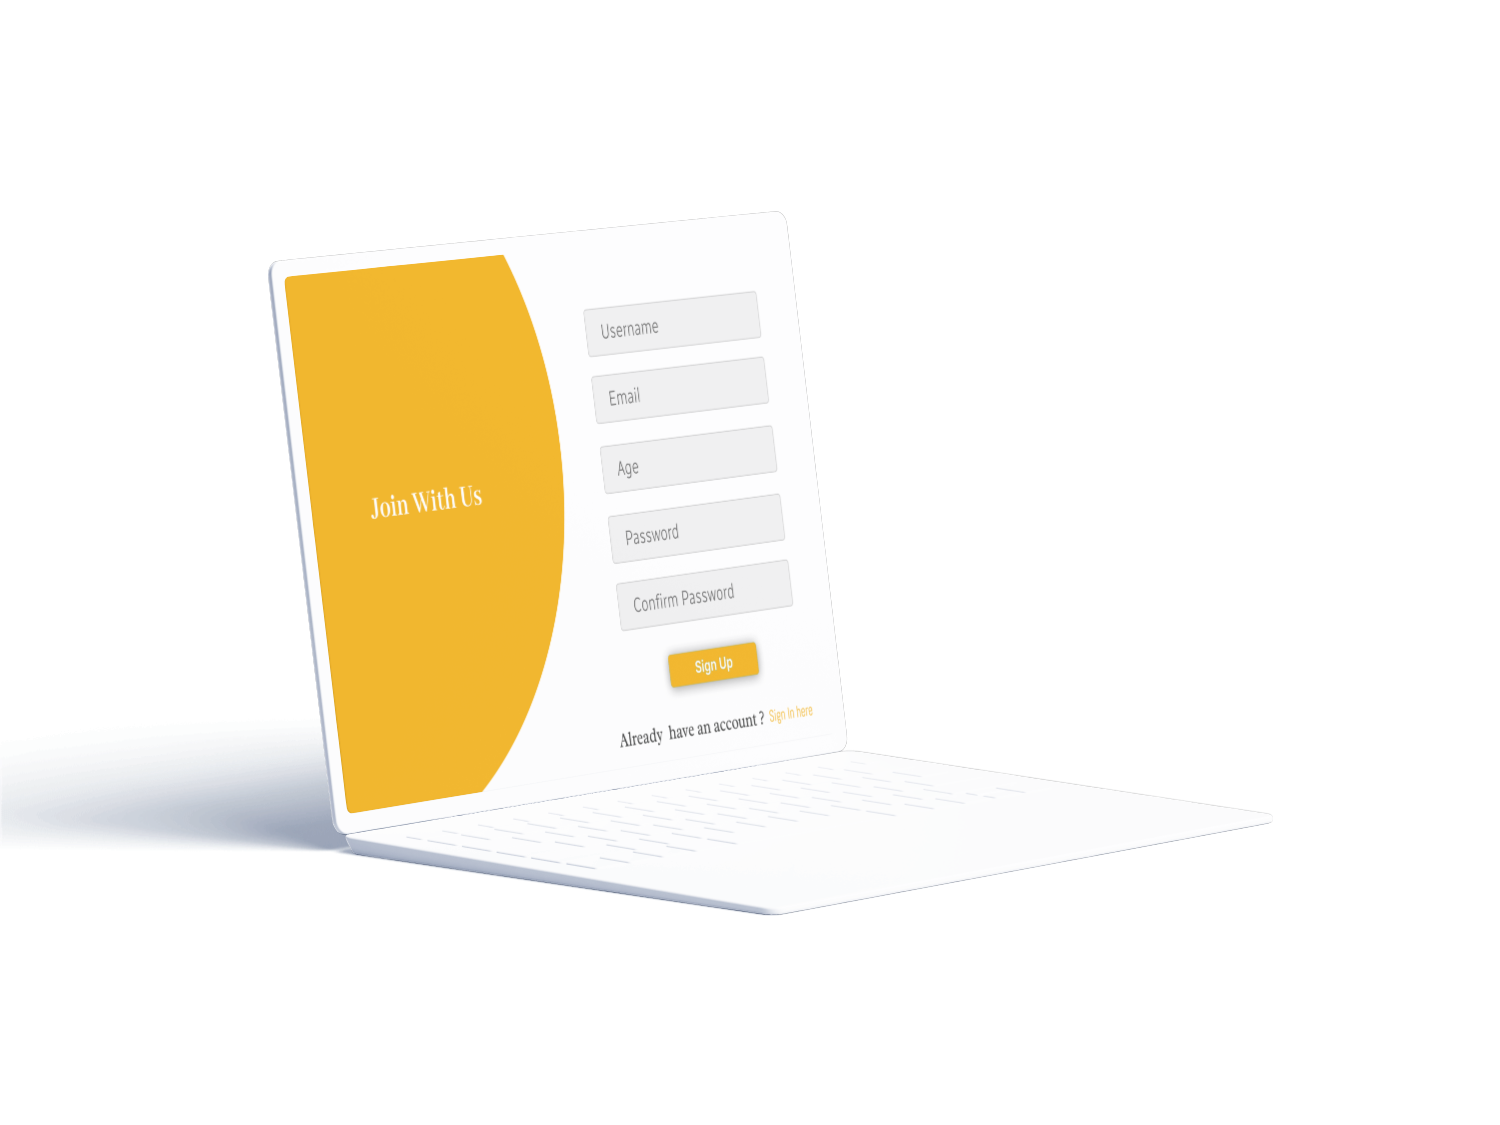 Join With Us
Username
Email
Age
Password
Confirm Password
Sign Up
Already have an account ? Sign In here